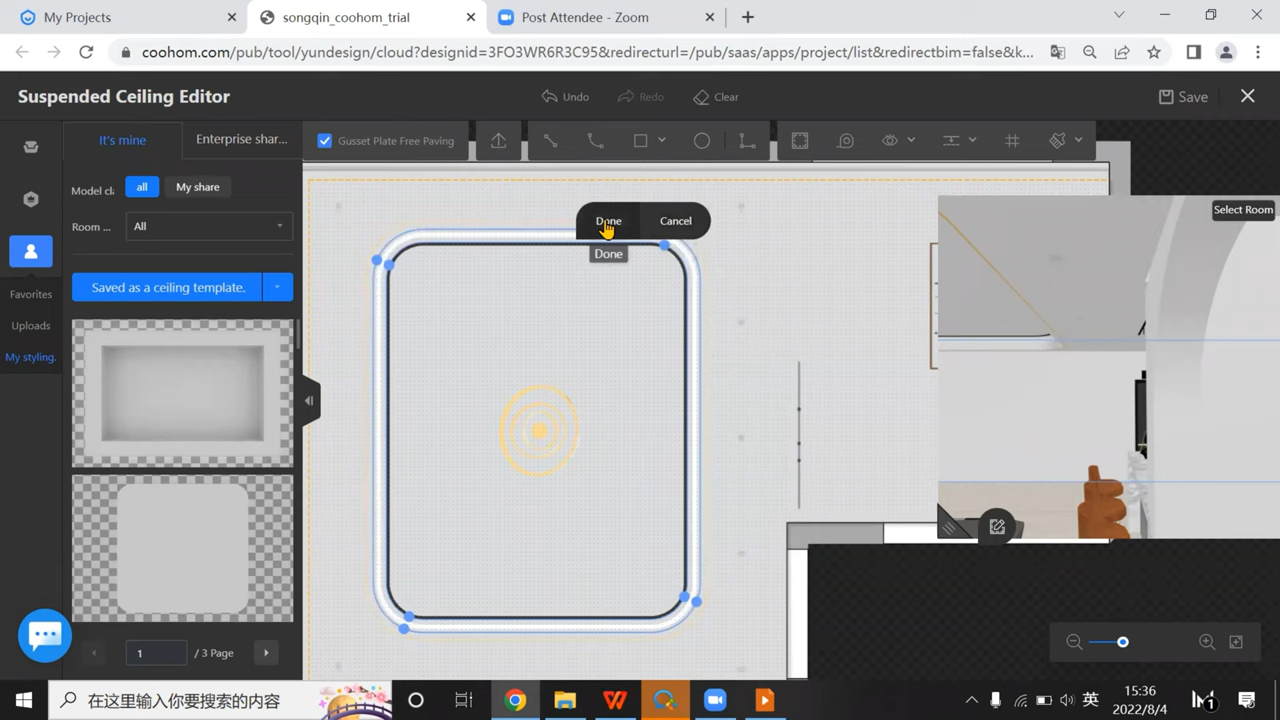 My Projects
songqin_coohom_trial
Post Attendee - Zoom
coohom.com/pub/tool/yundesign/cloud?designid=3FO3WR6R3C95&redirecturl=/pub/saas/apps/project/list&redirectbim=false&k...
Suspended Ceiling Editor
Undo
Redo
Clear
Save
It's mine
Enterprise shar...
Gusset Plate Free Paving
Model cl
all
My share
Room ...
All
Done
Cancel
Select Room
Done
Saved as a ceiling template.
Favorites
Uploads
My styling.
1
/ 3 Page
在这里输入你要搜索的内容
英
15:36
2022/8/4
1